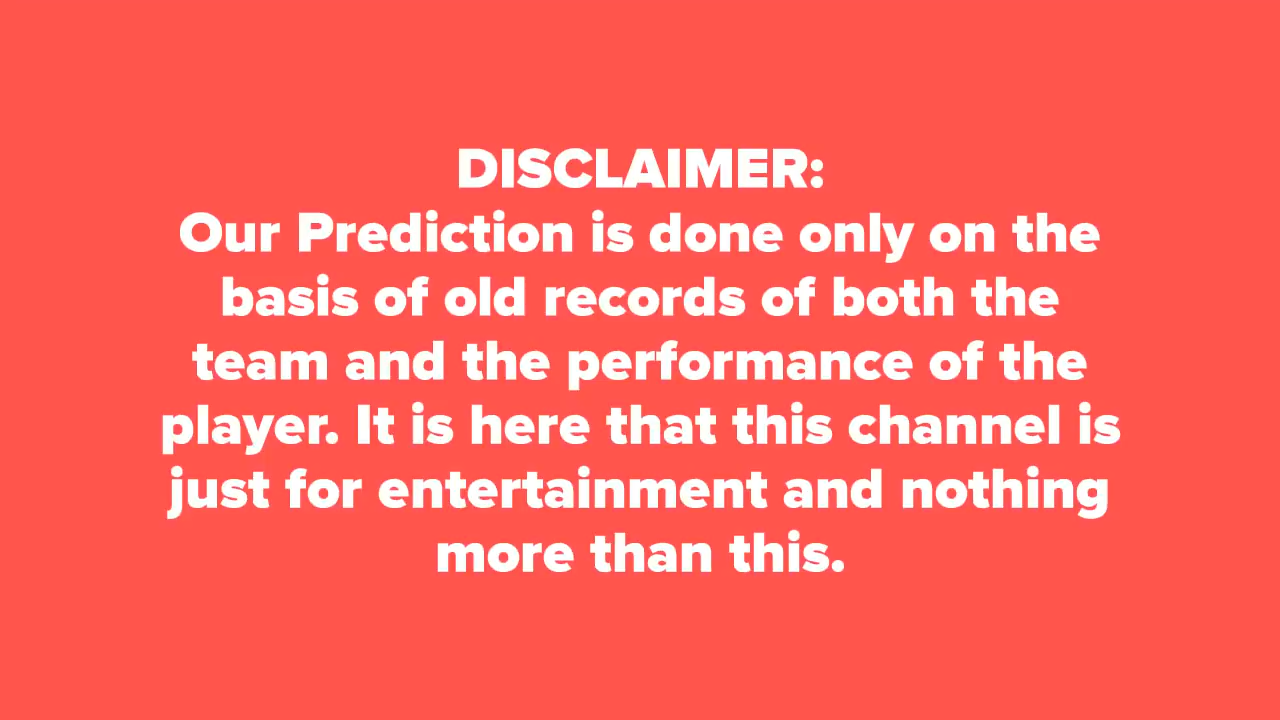 DISCLAIMER:
Our Prediction is done only on the
basis of old records of both the
team and the performance of the
player. It is here that this channel is
just for entertainment and nothing
more than this.